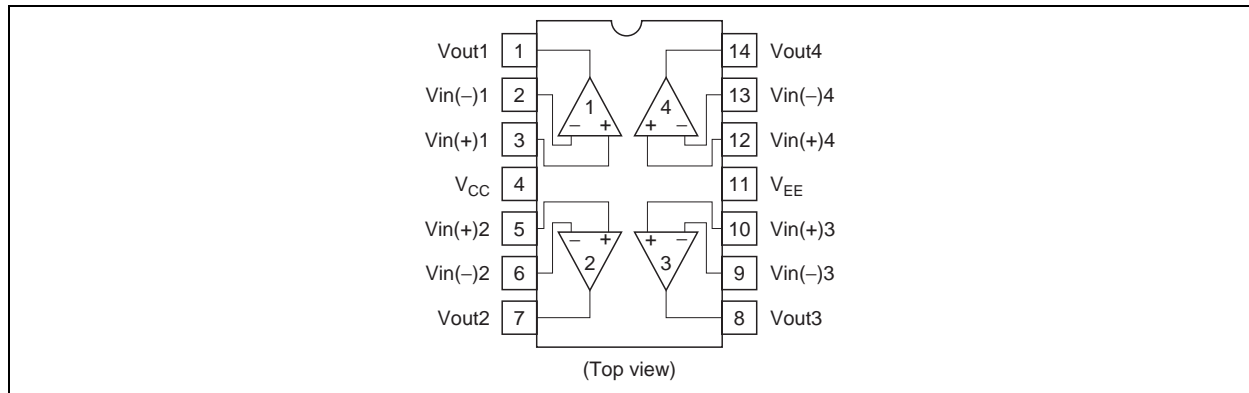 Vout1 1 14 Vout4
Vin(−)1 2 13 Vin(−)4
1 4
− + + −
Vin(+)1 3 12 Vin(+)4
VCC 4 11 VEE
Vin(+)2 5 10 Vin(+)3
− + + −
2 3
Vin(−)2 6 9 Vin(−)3
Vout2 7 8 Vout3
(Top view)